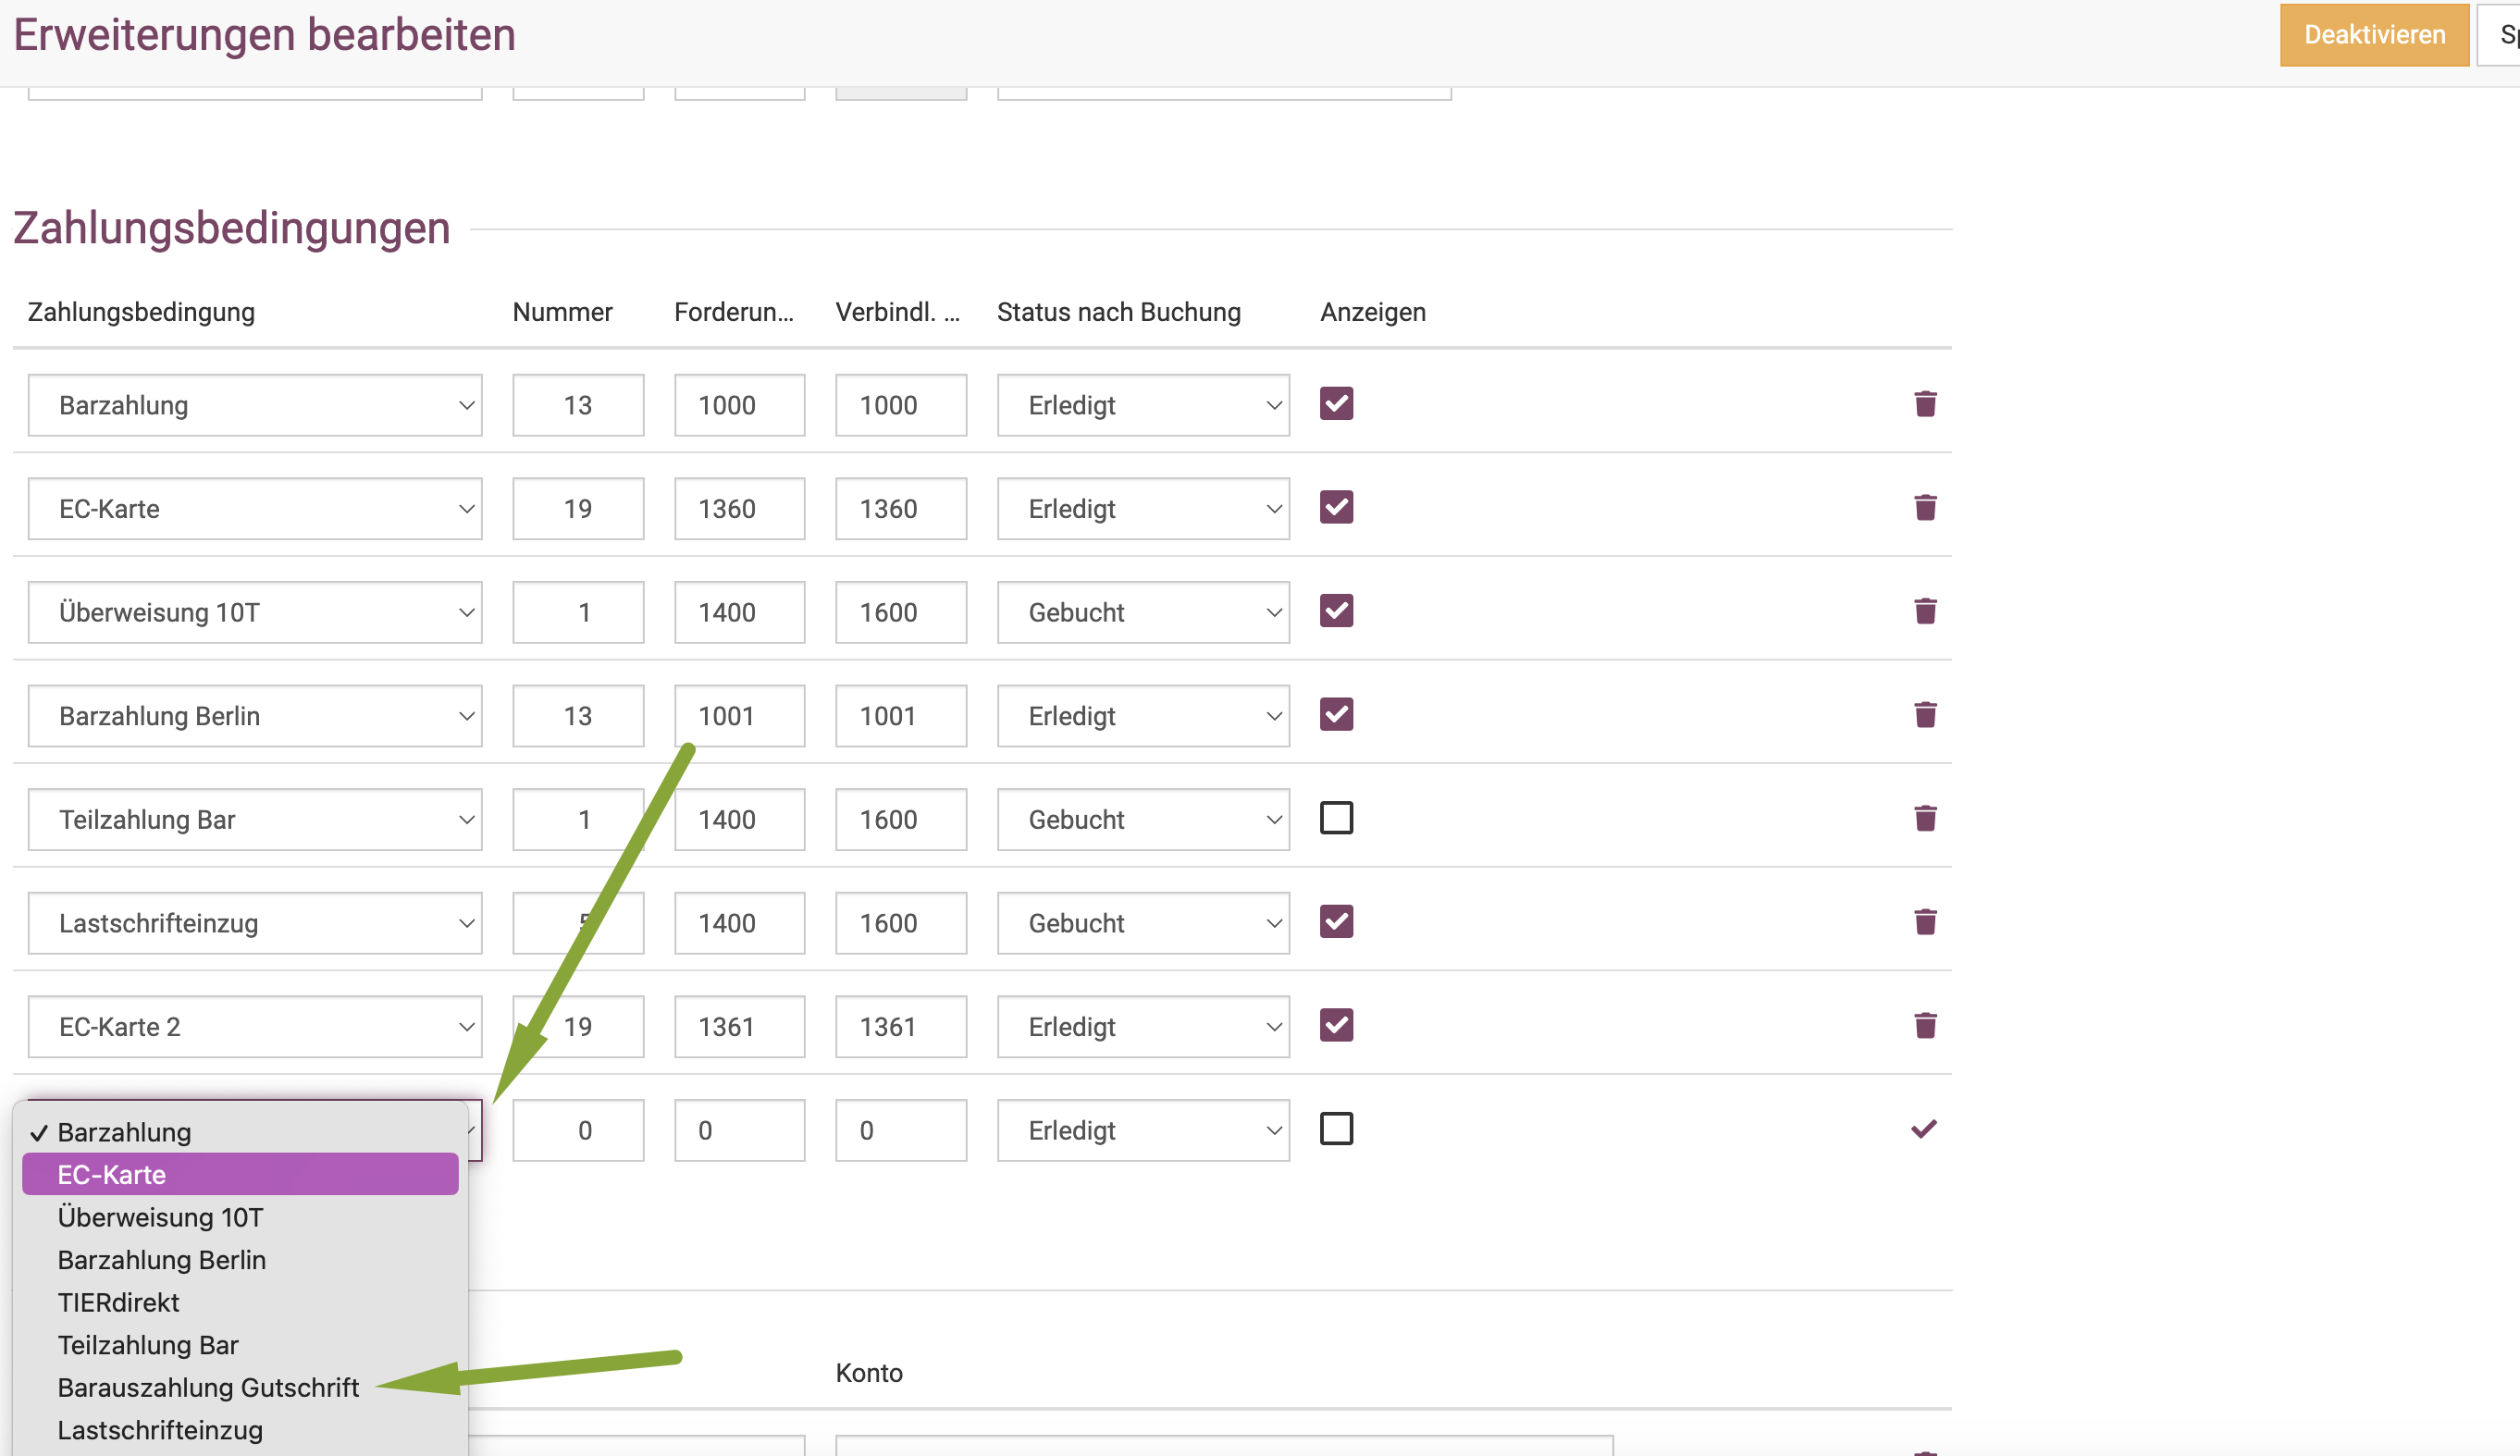 Erweiterungen bearbeiten
Deaktivieren
Zahlungsbedingungen
Zahlungsbedingung Nummer Forderun... Verbindl. ... Status nach Buchung Anzeigen
Barzahlung 13 1000 1000 Erledigt
EC-Karte 19 1360 1360 Erledigt
Überweisung 10T 1 1400 1600 Gebucht
Barzahlung Berlin 13 1001 1001 Erledigt
Teilzahlung Bar 1 1400 1600 Gebucht
Lastschrifteinzug 5 1400 1600 Gebucht
EC-Karte 2 19 1361 1361 Erledigt
Barzahlung 0 0 0 Erledigt
EC-Karte
Überweisung 10T
Barzahlung Berlin
TIERdirekt
Teilzahlung Bar
Konto
Barauszahlung Gutschrift
Lastschrifteinzug